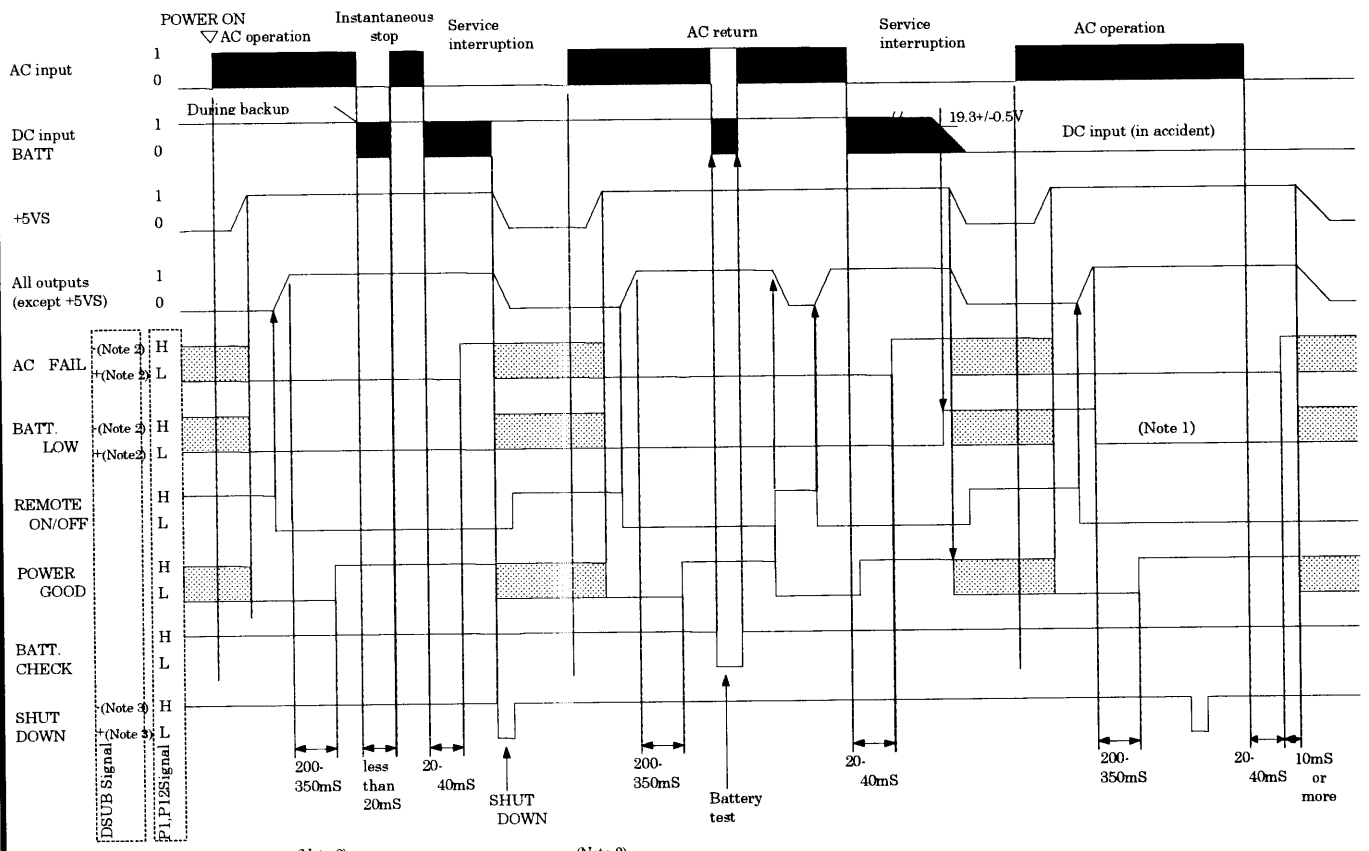 POWER ON
▽ AC operation
Instantaneous
stop
Service
interruption
AC return
Service
interruption
AC operation
AC input
1
0
During backup
DC input
BATT
1
0
19.3+/-0.5V
DC input (in accident)
+5VS
1
0
All outputs
(except +5VS)
1
0
AC FAIL
-(Note 2)
H
+(Note 2)
L
BATT.
LOW
-(Note 2)
H
+(Note2)
L
(Note 1)
REMOTE
ON/OFF
H
L
POWER
GOOD
H
L
BATT.
CHECK
H
L
SHUT
DOWN
-(Note 3)
H
+(Note 3)
L
DSUB Signal
P1,P12Signal
200-
350mS
less
than
20mS
20-
40mS
SHUT
DOWN
200-
350mS
Battery
test
20-
40mS
200-
350mS
20-
40mS
10mS
or
more